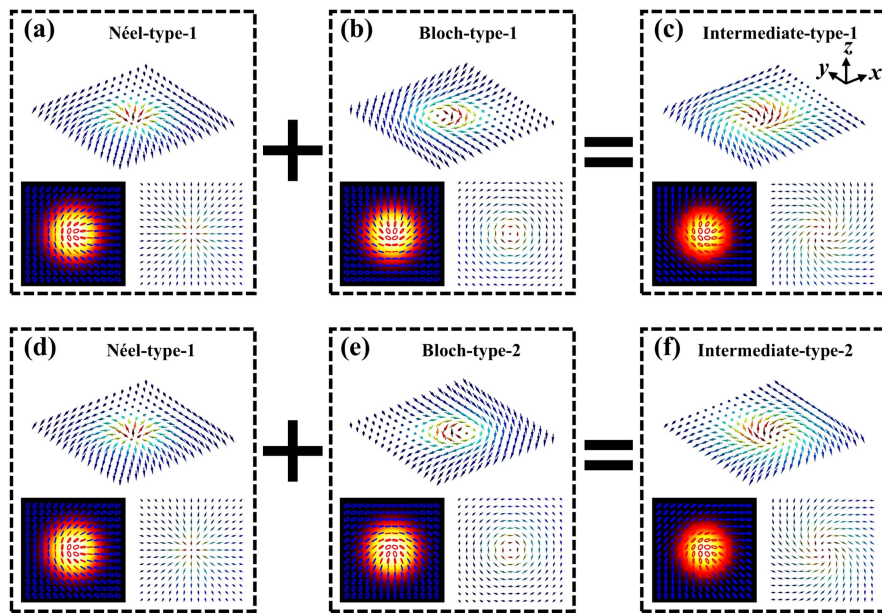 (a) Néel-type-1
(b) Bloch-type-1
(c) Intermediate-type-1
z
y x
(d) Néel-type-1
(e) Bloch-type-2
(f) Intermediate-type-2